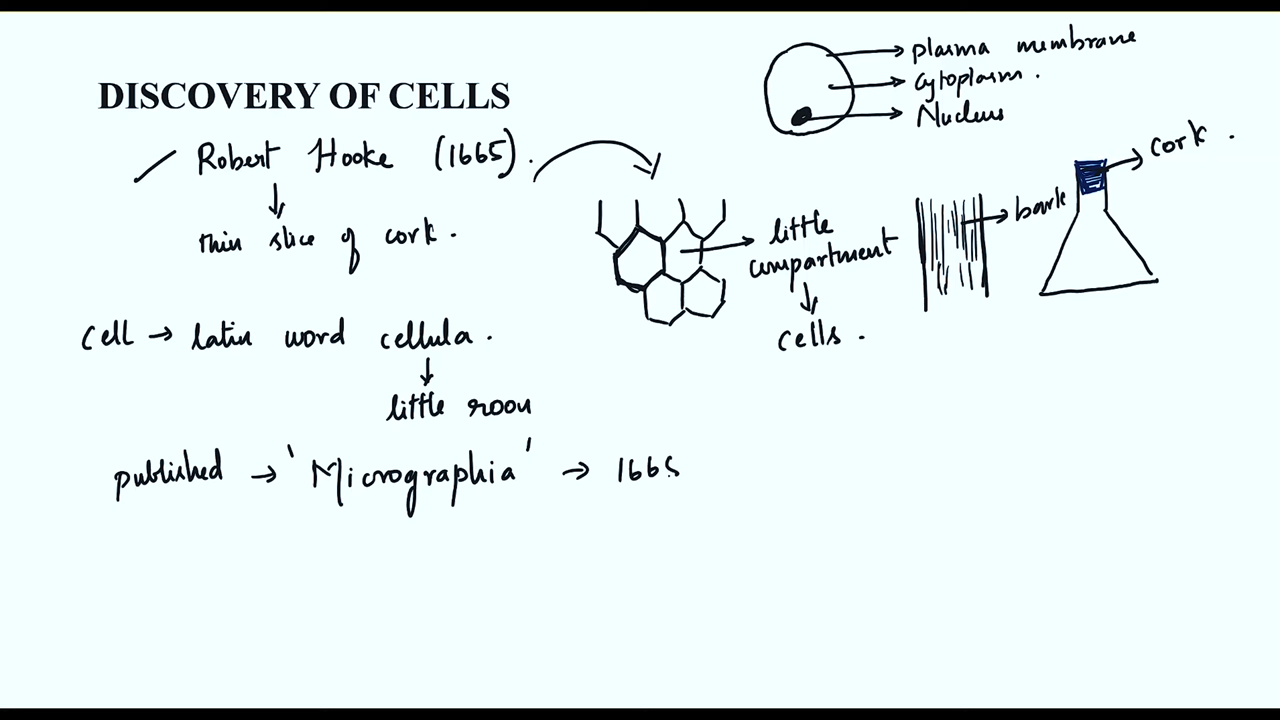 DISCOVERY OF CELLS
Robert Hooke (1665).
thin slice of cork.
cell → latin word cellula.
little room
published → 'Micrographia' → 1665
plasma membrane
cytoplasm.
Nucleus
cork.
bark
little
compartment
cells.